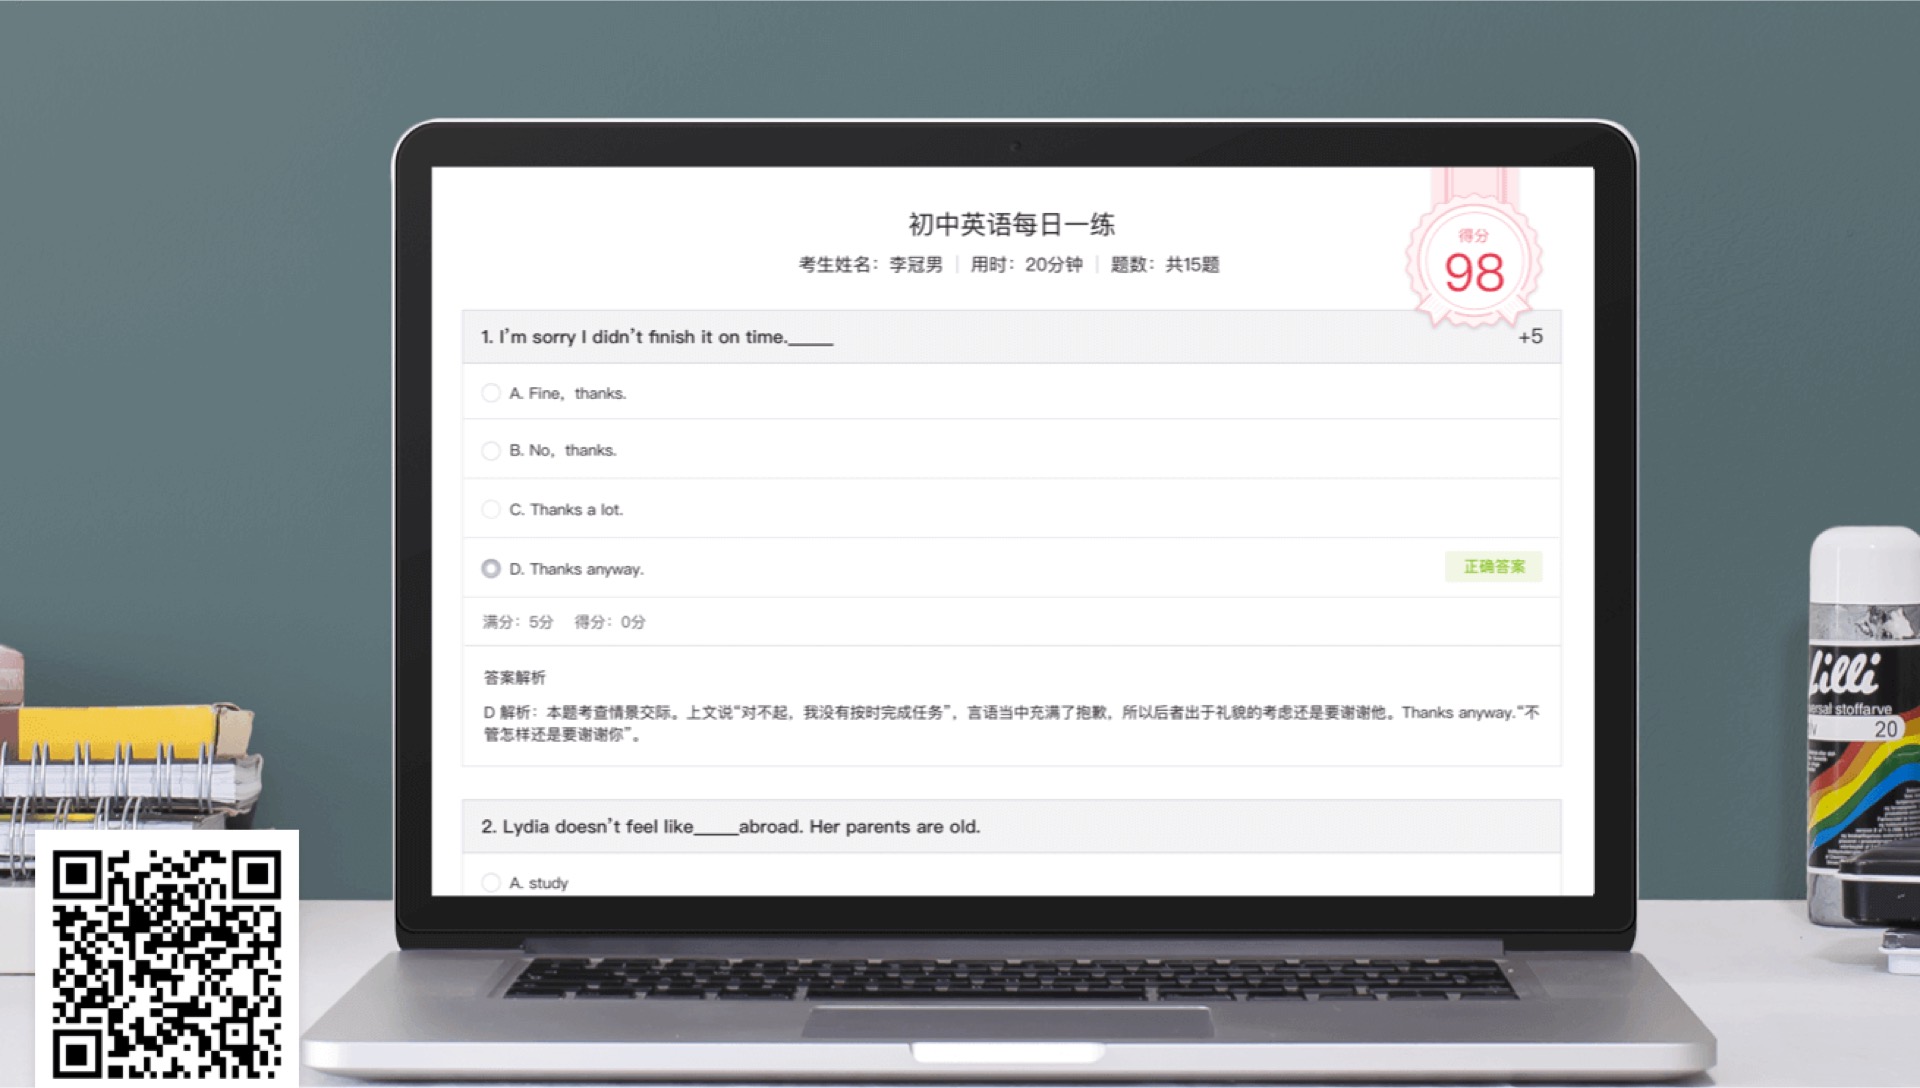 初中英语每日一练
考生姓名：李冠男 | 用时：20分钟 | 题数：共15题
得分
98
1. I’m sorry I didn’t finish it on time._____
+5
A. Fine，thanks.
B. No，thanks.
C. Thanks a lot.
D. Thanks anyway.
正确答案
满分：5分 得分：0分
答案解析
D 解析：本题考查情景交际。上文说“对不起，我没有按时完成任务”，言语当中充满了抱歉，所以后者出于礼貌的考虑还是要谢谢他。Thanks anyway.“不
管怎样还是要谢谢你”。
2. Lydia doesn’t feel like_____abroad. Her parents are old.
A. study
Lilli
ersal stoffarve
20